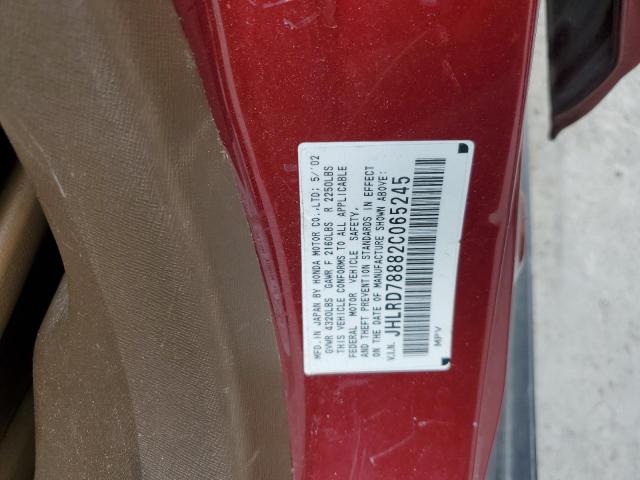 MFD.IN JAPAN BY HONDA MOTOR CO.,LTD; 5/'02
GVWR 4320LBS GAWR F 2160LBS R 2250LBS
THIS VEHICLE CONFORMS TO ALL APPLICABLE
FEDERAL MOTOR VEHICLE SAFETY,
AND THEFT PREVENTION STANDARDS IN EFFECT
ON THE DATE OF MANUFACTURE SHOWN ABOVE:
V.I.N. JHLRD78882C065245
MPV